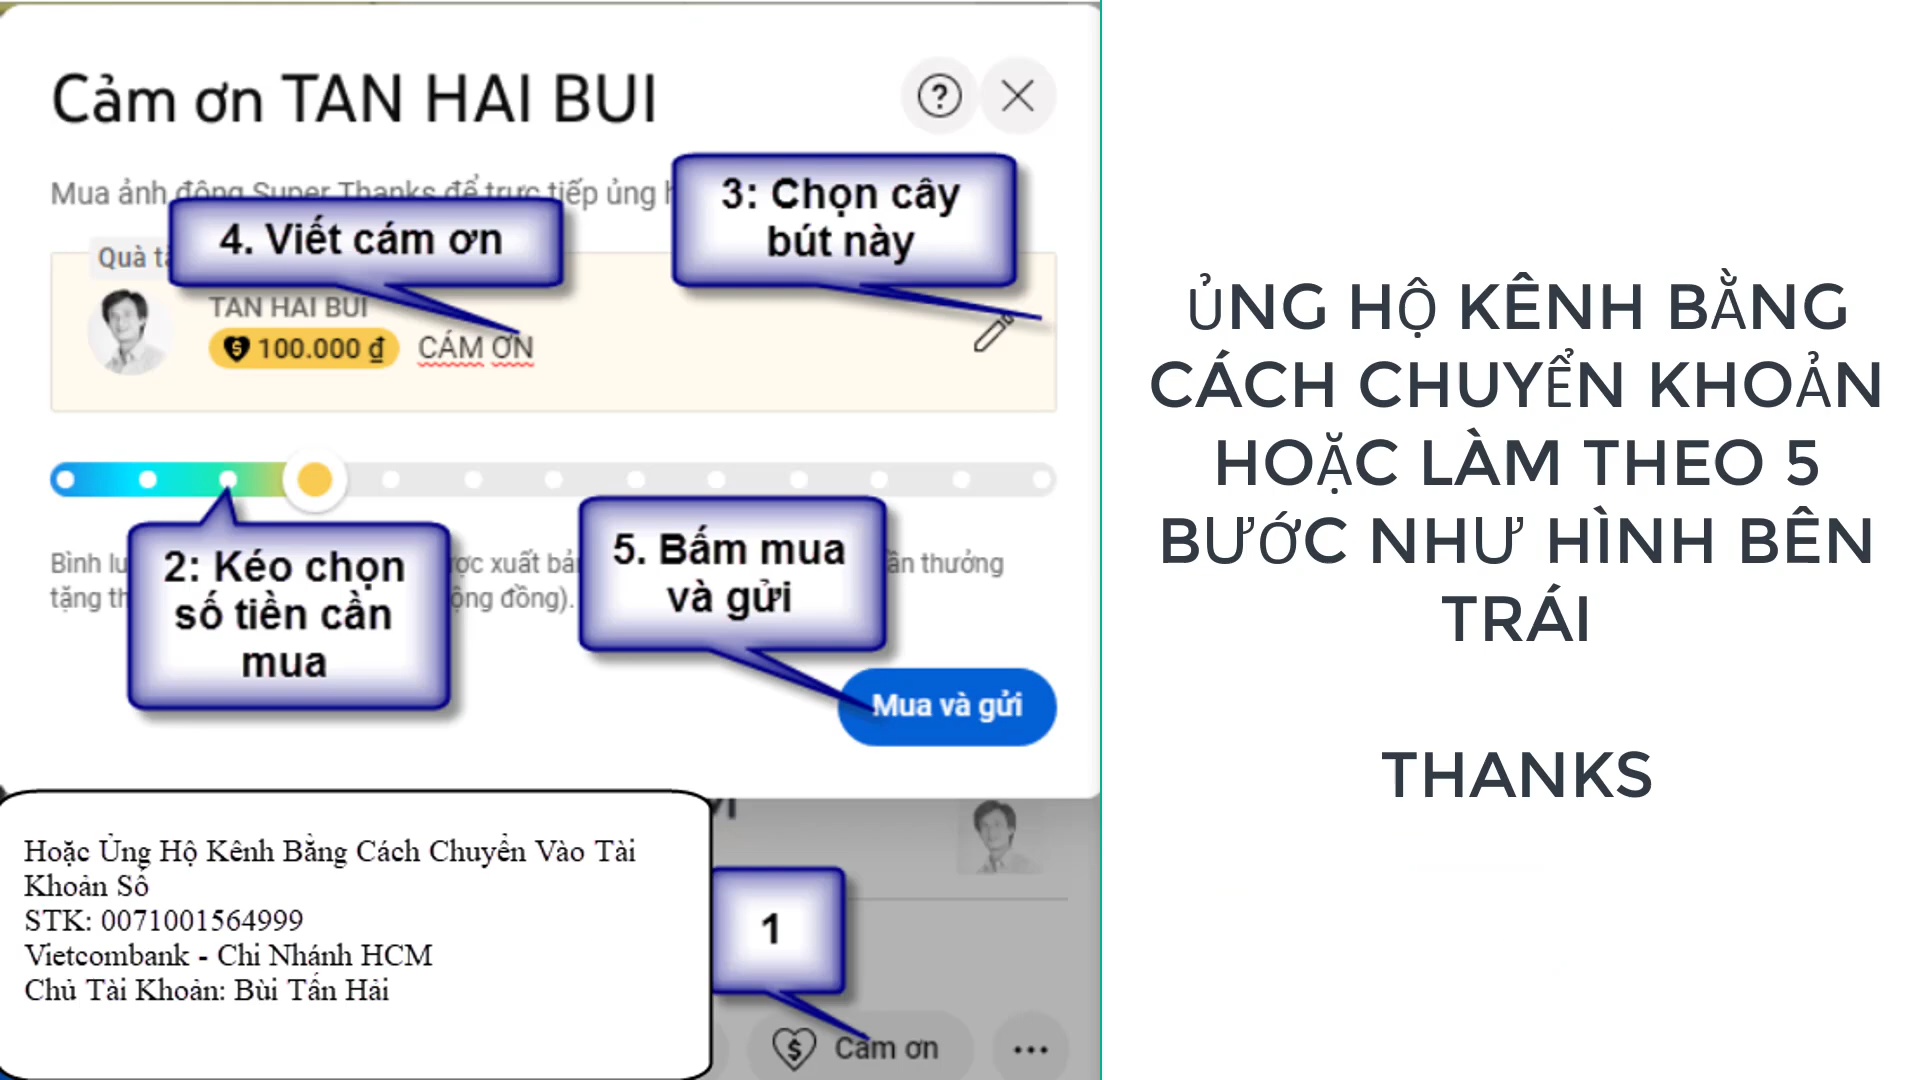 Cảm ơn TAN HAI BUI
Mua ảnh động Super Thanks để trực tiếp ủng
3: Chọn cây
bút này
4. Viết cám ơn
Quà
TAN HAI BUI
100.000 ₫ CÁM ƠN
2: Kéo chọn
số tiền cần
mua
5. Bấm mua
và gửi
Bình ợc xuất thưởng
tặng ộng đồng).
Mua và gửi
Hoặc Ủng Hộ Kênh Bằng Cách Chuyển Vào Tài
Khoản Số
STK: 0071001564999
Vietcombank - Chi Nhánh HCM
Chủ Tài Khoản: Bùi Tấn Hải
1
Cảm ơn
ỦNG HỘ KÊNH BẰNG
CÁCH CHUYỂN KHOẢN
HOẶC LÀM THEO 5
BƯỚC NHƯ HÌNH BÊN
TRÁI
THANKS